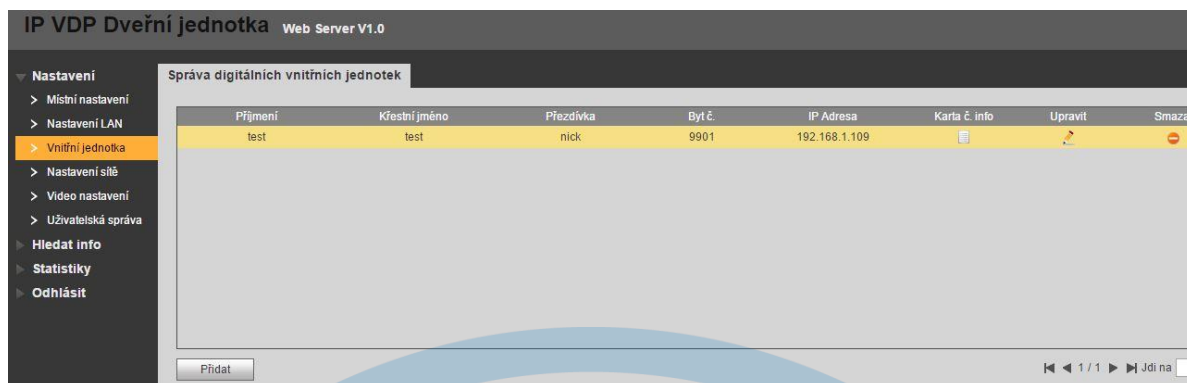 IP VDP Dveřní jednotka Web Server V1.0
Nastavení
> Místní nastavení
> Nastavení LAN
> Vnitřní jednotka
> Nastavení sítě
> Video nastavení
> Uživatelská správa
Hledat info
Statistiky
Odhlásit
Správa digitálních vnitřních jednotek
Příjmení Křestní jméno Přezdívka Byt č. IP Adresa Karta č. info Upravit Smaza
test test nick 9901 192.168.1.109
Přidat 1 / 1 Jdi na